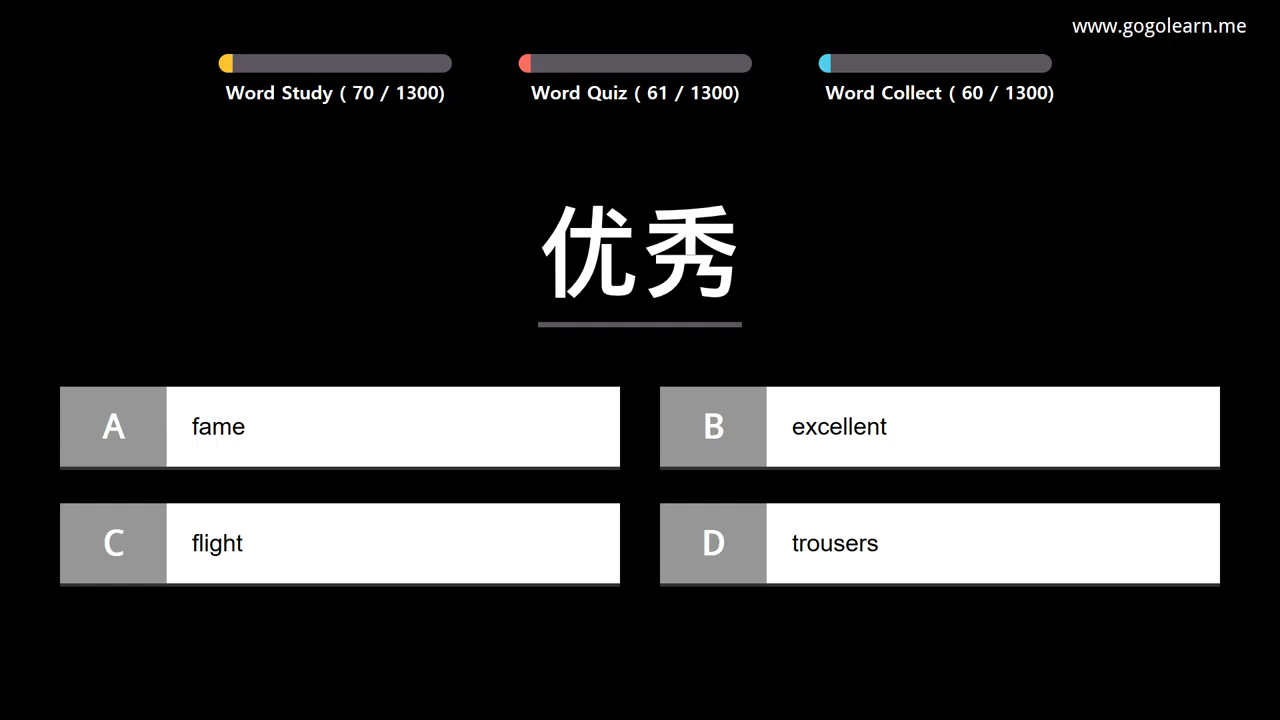 www.gogolearn.me
Word Study ( 70 / 1300)
Word Quiz ( 61 / 1300)
Word Collect ( 60 / 1300)
优秀
A fame
B excellent
C flight
D trousers